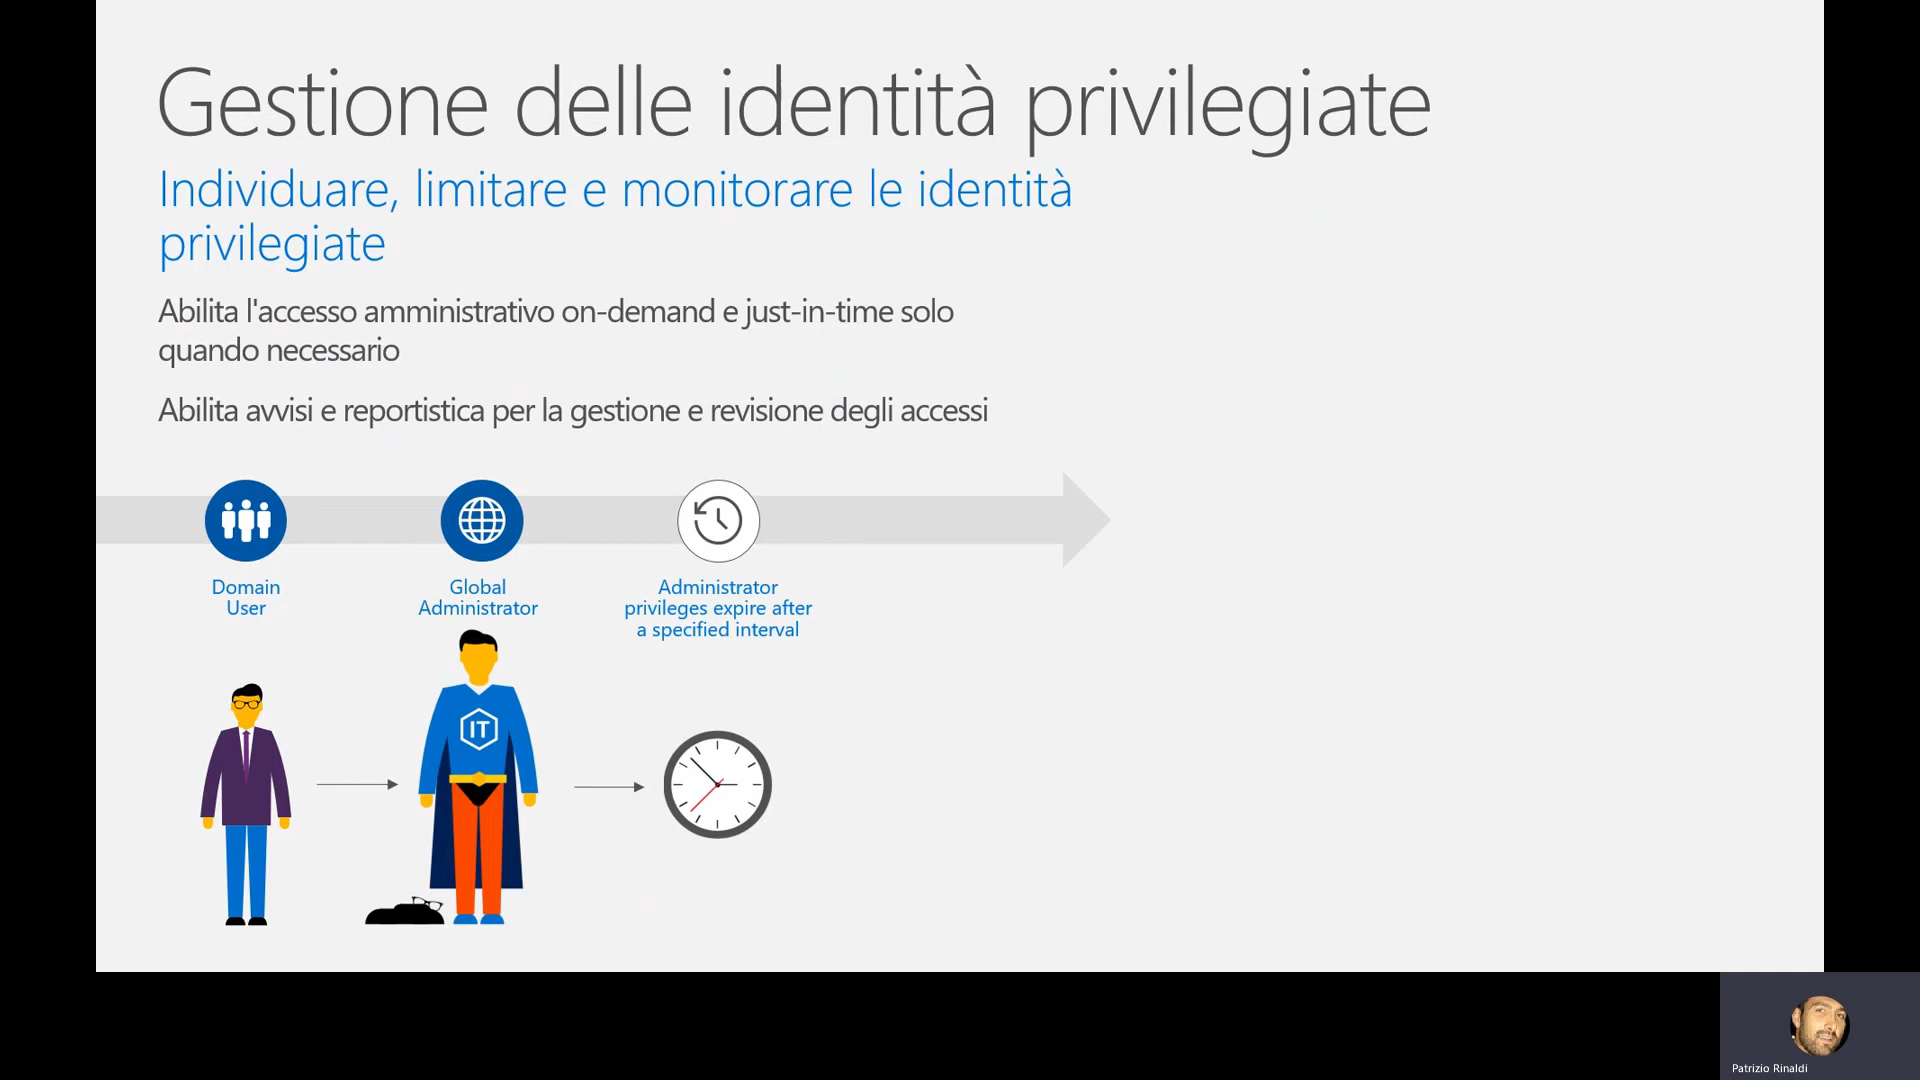 Gestione delle identità privilegiate
Individuare, limitare e monitorare le identità
privilegiate
Abilita l'accesso amministrativo on-demand e just-in-time solo
quando necessario
Abilita avvisi e reportistica per la gestione e revisione degli accessi
Domain
User
Global
Administrator
Administrator
privileges expire after
a specified interval
IT
Patrizio Rinaldi